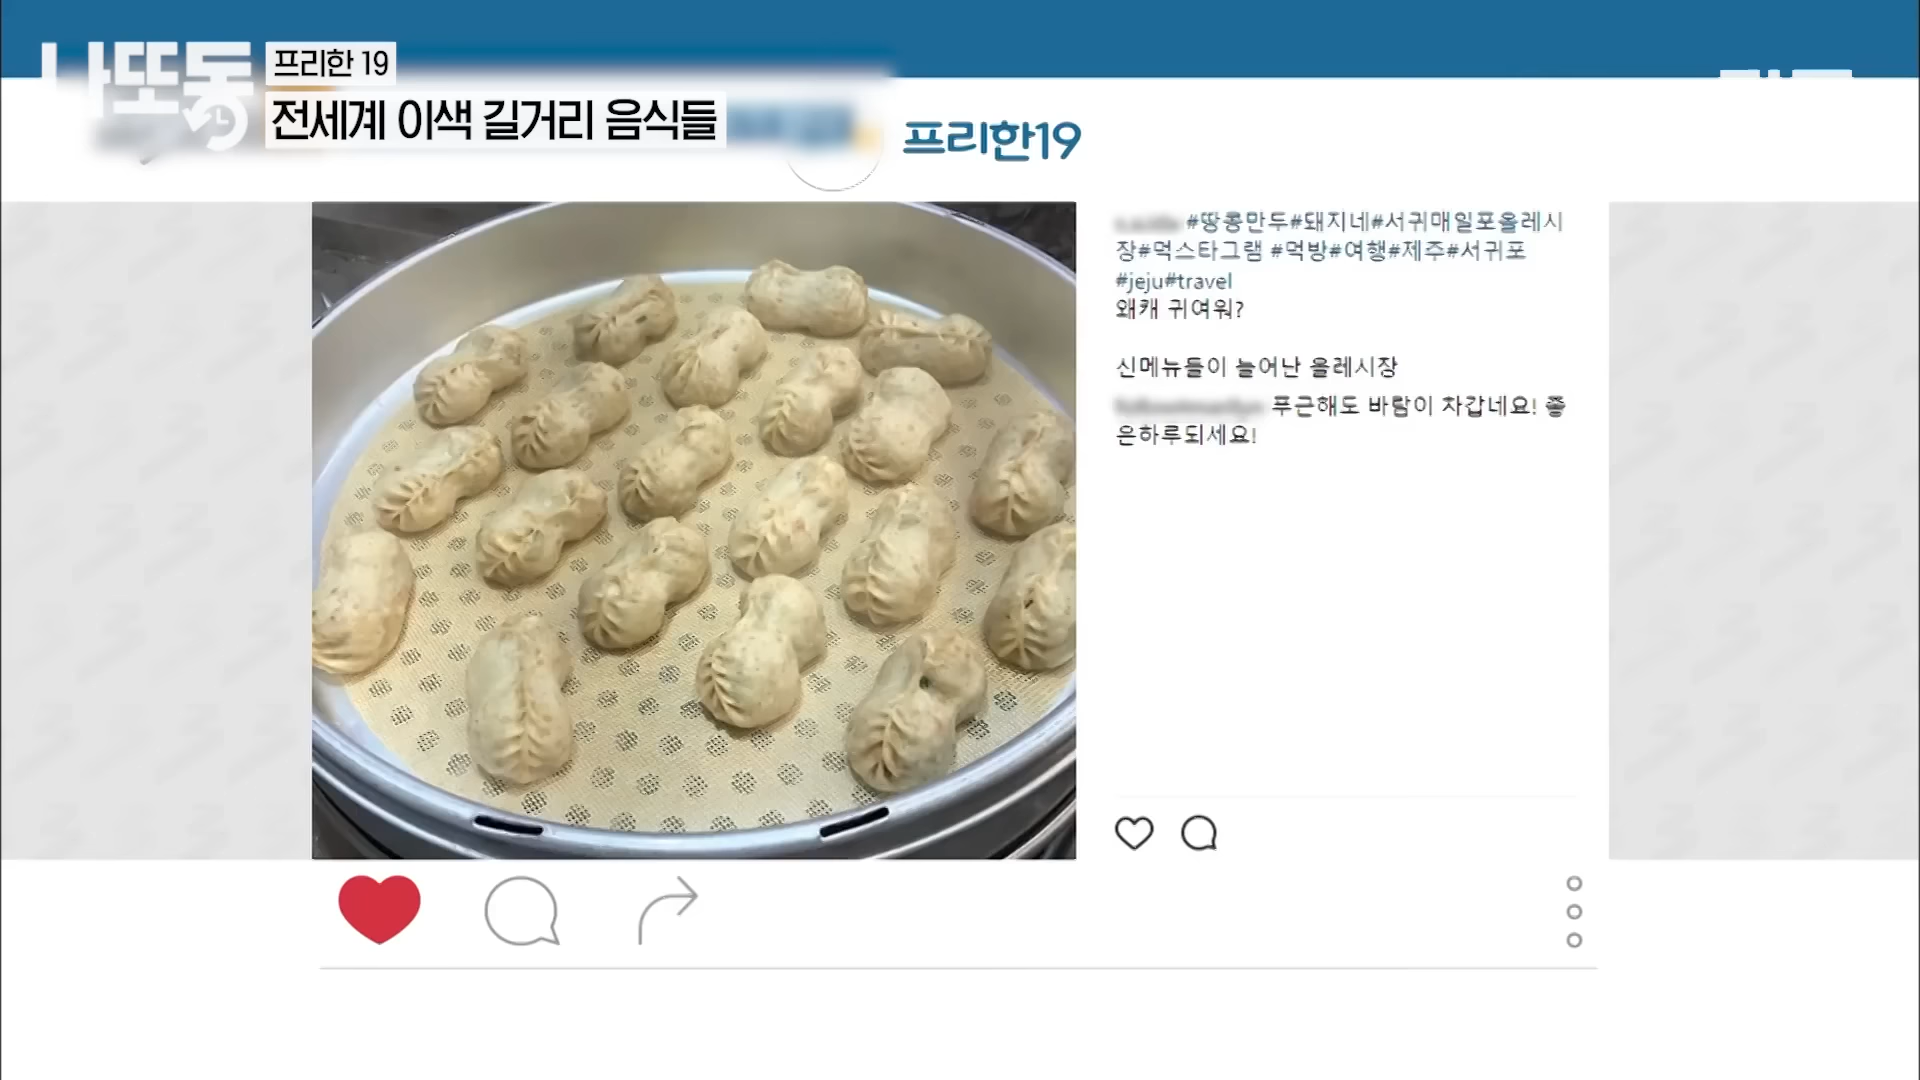 나또동
프리한 19
전세계 이색 길거리 음식들
프리한19
#땅콩만두#돼지네#서귀매일포올레시
장#먹스타그램 #먹방#여행#제주#서귀포
#jeju#travel
왜캐 귀여워?
신메뉴들이 늘어난 올레시장
푸근해도 바람이 차갑네요! 좋
은하루되세요!